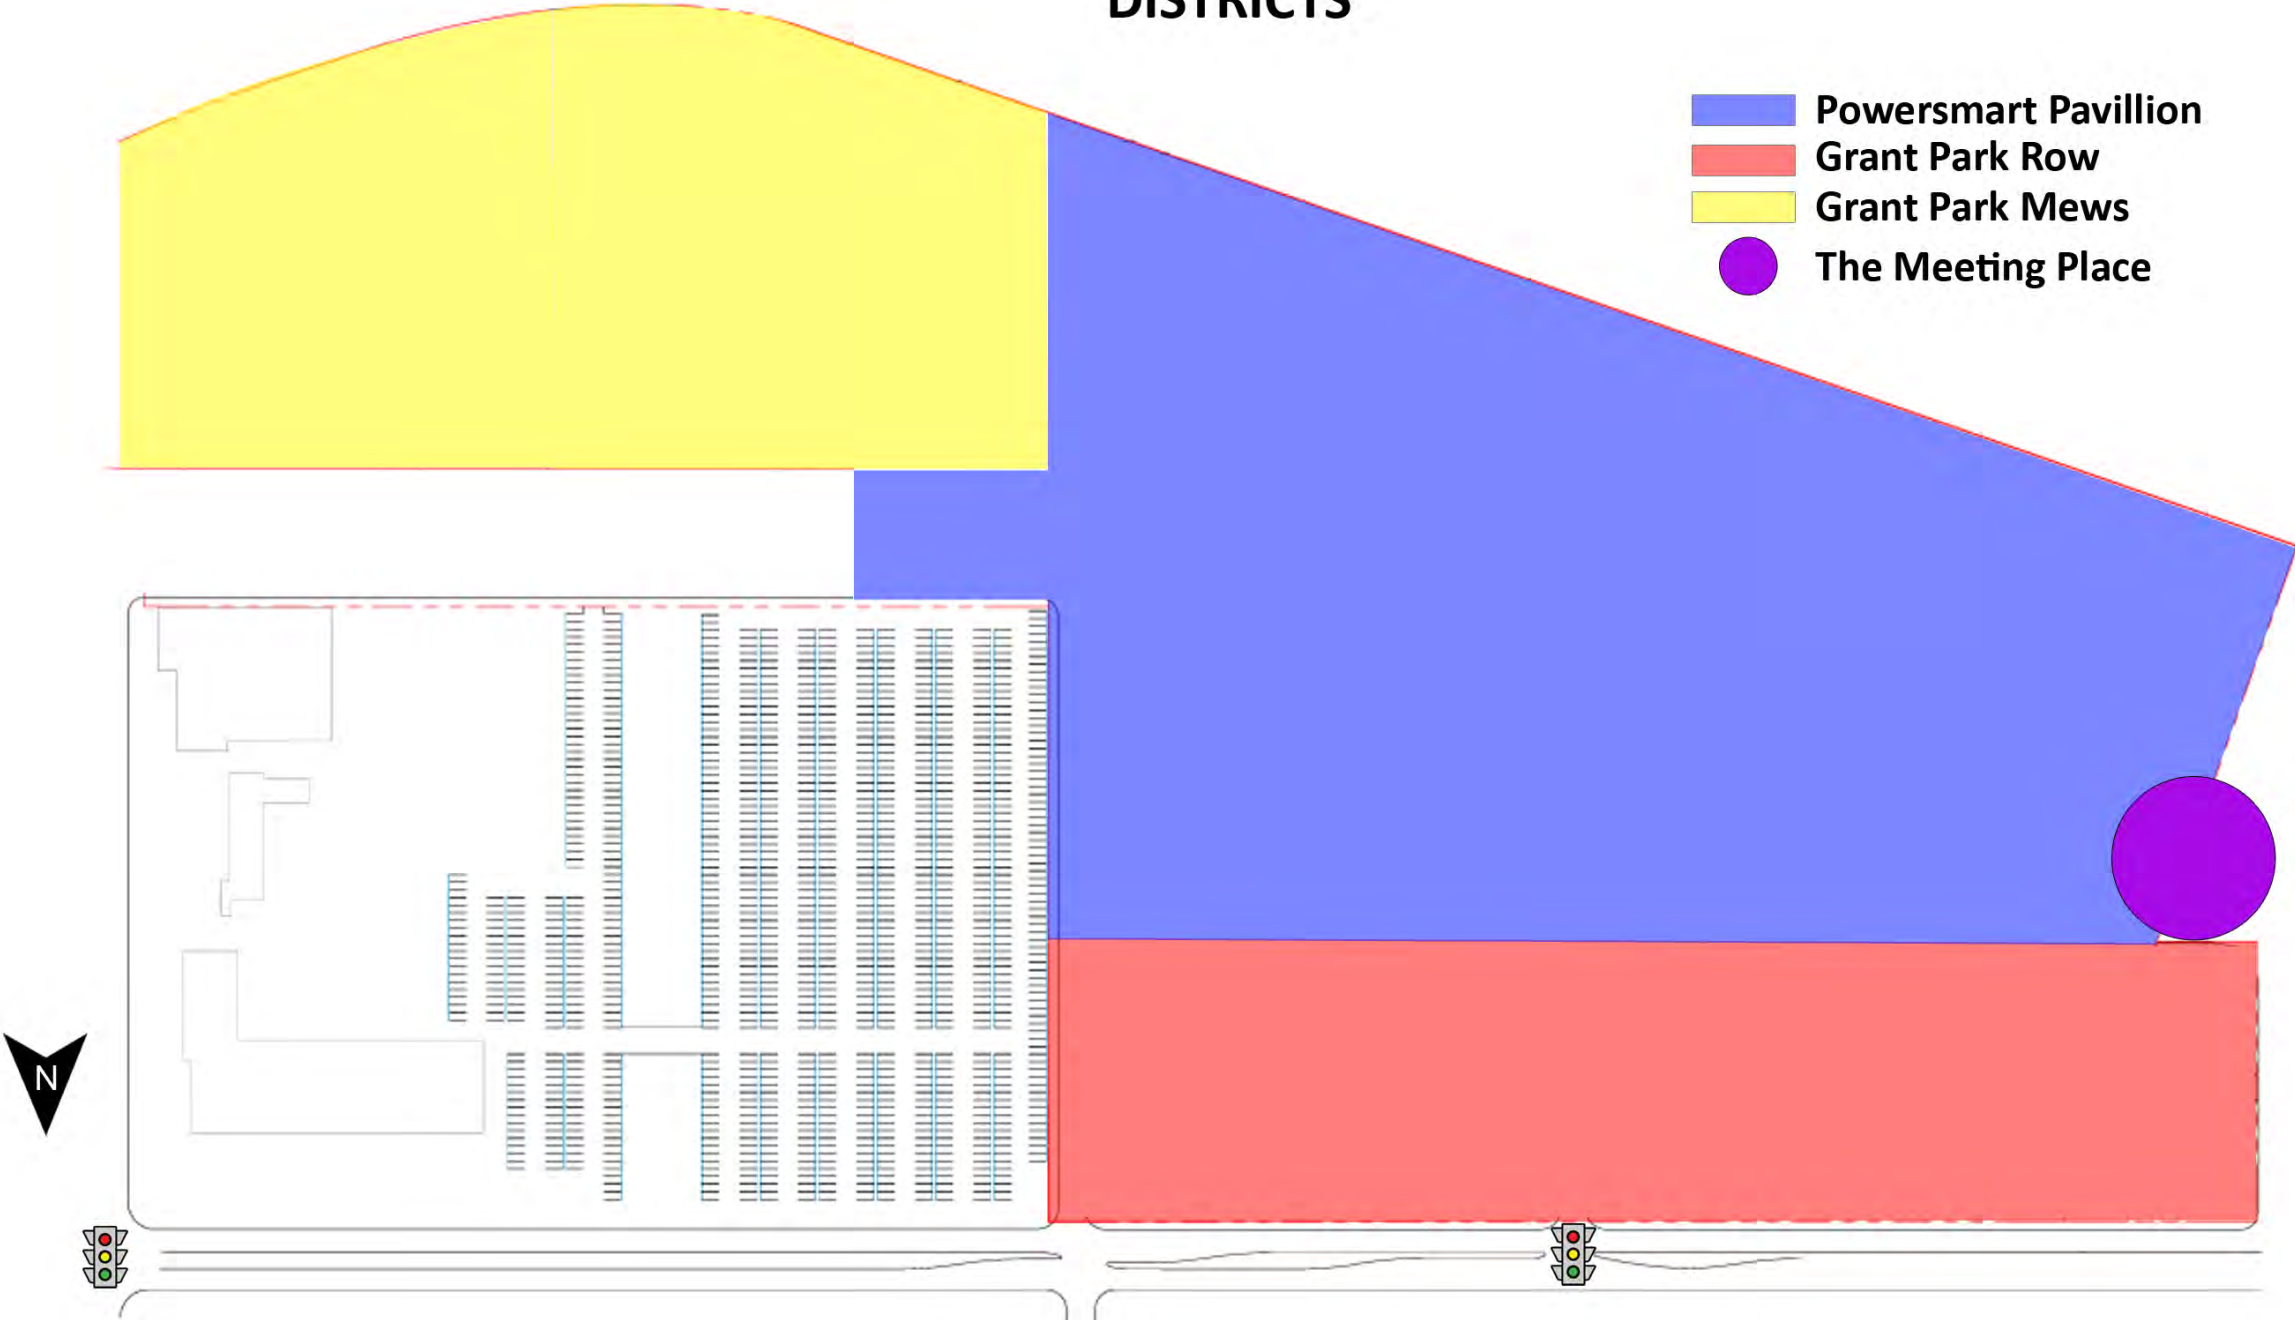 DISTRICTS
Powersmart Pavillion
Grant Park Row
Grant Park Mews
The Meeting Place
N